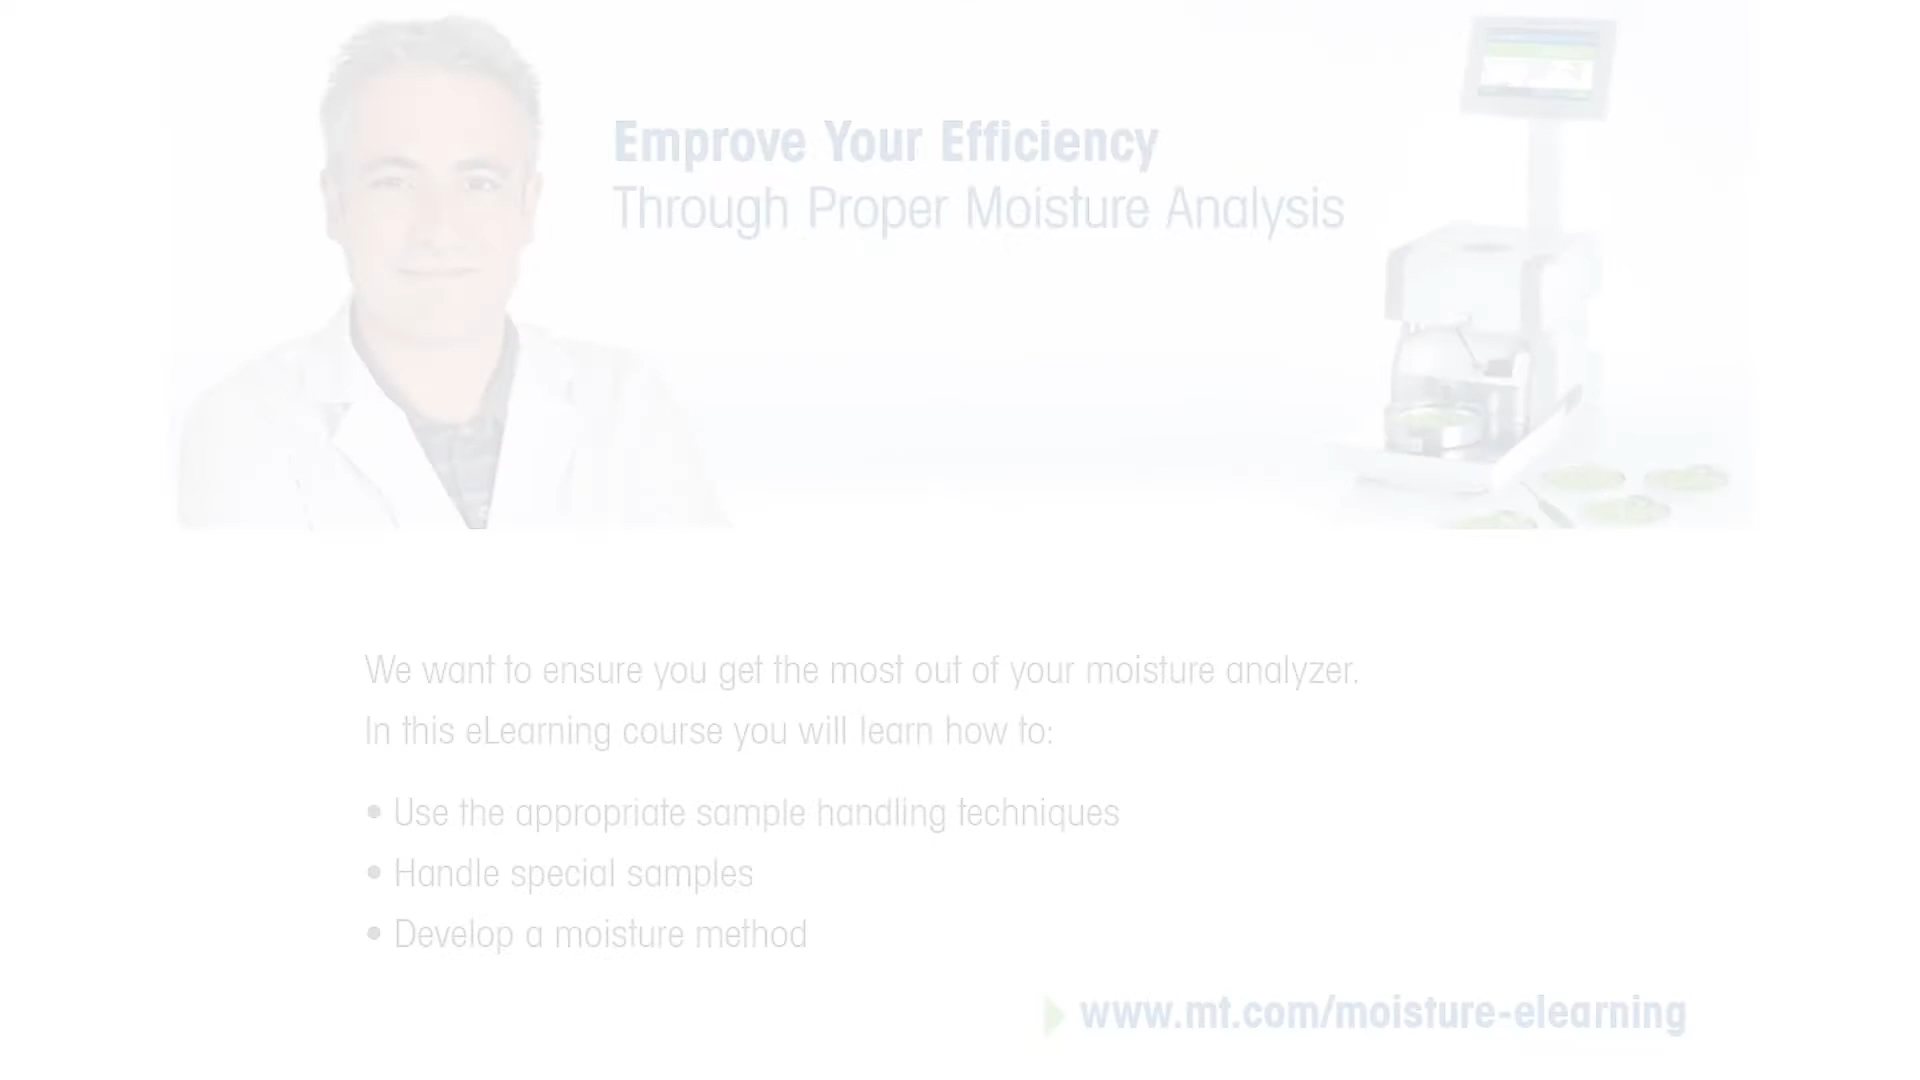 Emprove Your Efficiency
Through Proper Moisture Analysis
We want to ensure you get the most out of your moisture analyzer.
In this eLearning course you will learn how to:
• Use the appropriate sample handling techniques
• Handle special samples
• Develop a moisture method
www.mt.com/moisture-elearning